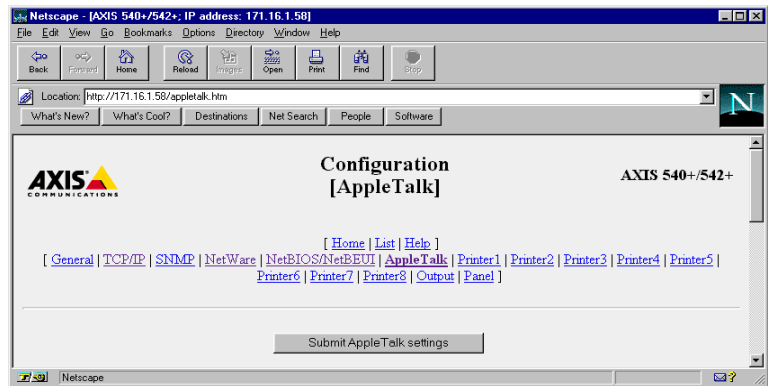 Netscape - [AXIS 540+/542+; IP address: 171.16.1.58]
File Edit View Go Bookmarks Options Directory Window Help
Back Forward Home Reload Images Open Print Find Stop
Location: http://171.16.1.58/appletalk.htm
N
What's New? What's Cool? Destinations Net Search People Software
AXIS COMMUNICATIONS
Configuration
[AppleTalk]
AXIS 540+/542+
[ Home | List | Help ]
[ General | TCP/IP | SNMP | NetWare | NetBIOS/NetBEUI | AppleTalk | Printer1 | Printer2 | Printer3 | Printer4 | Printer5 |
Printer6 | Printer7 | Printer8 | Output | Panel ]
Submit AppleTalk settings
Netscape